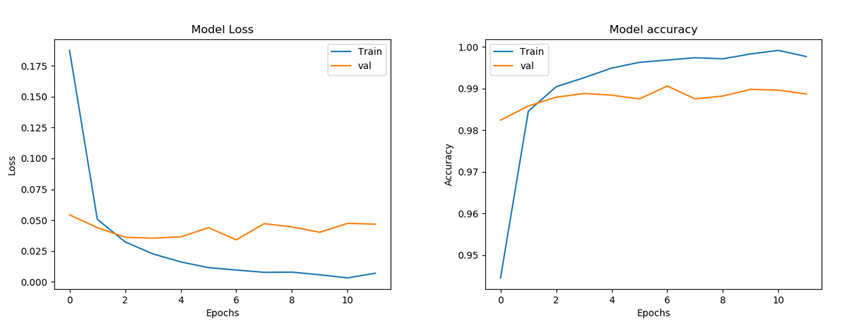 Model Loss
Train
val
0.175
0.150
0.125
0.100
0.075
0.050
0.025
0.000
Loss
0 2 4 6 8 10
Epochs
Model accuracy
Train
val
1.00
0.99
0.98
0.97
0.96
0.95
Accuracy
0 2 4 6 8 10
Epochs